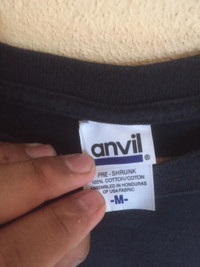 anvil®
PRE-SHRUNK
100% COTTON/COTON
ASSEMBLED IN HONDURAS
OF USA FABRIC
-M-